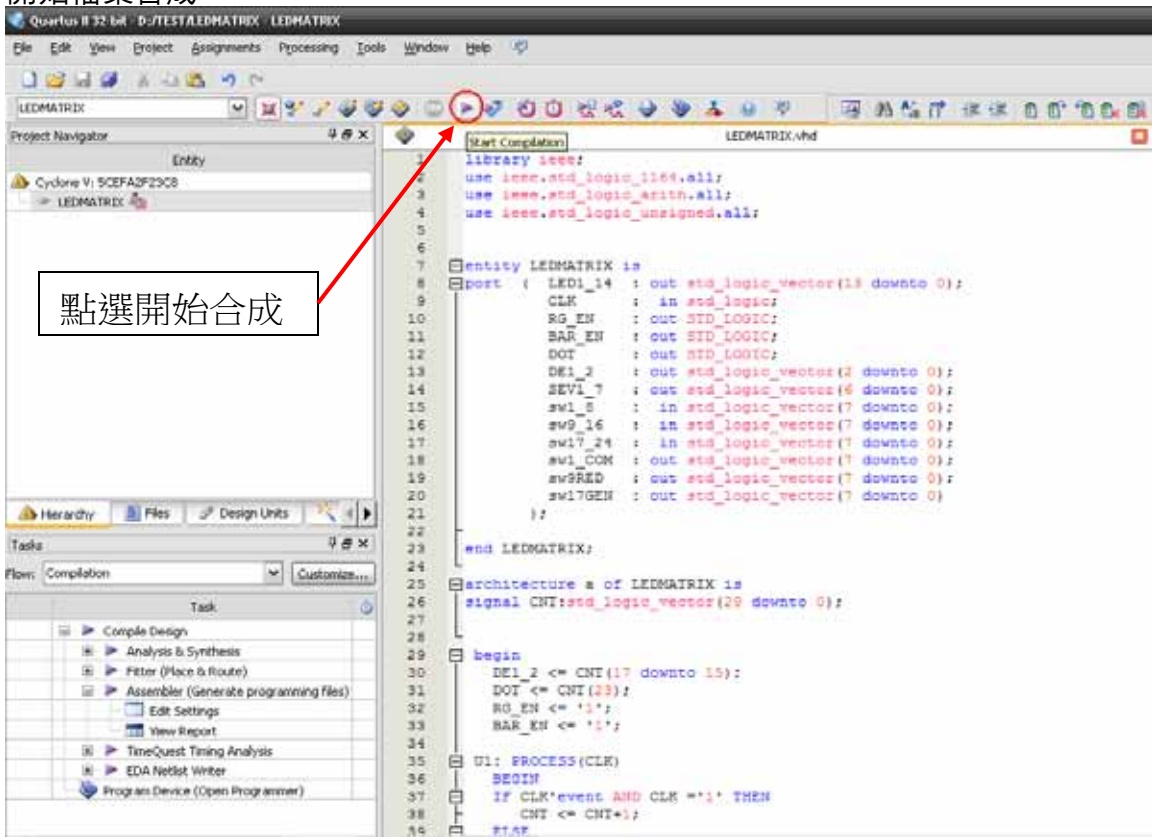 開始檔案合成
Quartus II 32-bit - D:/TEST/LEDMATRIX - LEDMATRIX
File Edit View Project Assignments Processing Tools Window Help
LEDMATRIX
Project Navigator
LEDMATRIX.vhd
Start Compilation
Entity
Cyclone V: 5CEFA2F23C8
LEDMATRIX
1 library ieee;
2 use ieee.std_logic_1164.all;
3 use ieee.std_logic_arith.all;
4 use ieee.std_logic_unsigned.all;
5
6
7 entity LEDMATRIX is
8 port ( LED1_14 : out std_logic_vector(13 downto 0);
9 CLK : in std_logic;
10 RG_EN : out STD_LOGIC;
11 BAR_EN : out STD_LOGIC;
12 DOT : out STD_LOGIC;
13 DE1_2 : out std_logic_vector(2 downto 0);
14 SEV1_7 : out std_logic_vector(6 downto 0);
15 sw1_8 : in std_logic_vector(7 downto 0);
16 sw9_16 : in std_logic_vector(7 downto 0);
17 sw17_24 : in std_logic_vector(7 downto 0);
18 sw1_COM : out std_logic_vector(7 downto 0);
19 sw9RED : out std_logic_vector(7 downto 0);
20 sw17GEN : out std_logic_vector(7 downto 0)
21 );
22
23 end LEDMATRIX;
24
25 architecture a of LEDMATRIX is
26 signal CNT:std_logic_vector(29 downto 0);
27
28
29 begin
30 DE1_2 <= CNT(17 downto 15);
31 DOT <= CNT(23);
32 RG_EN <= '1';
33 BAR_EN <= '1';
34
35 U1: PROCESS(CLK)
36 BEGIN
37 IF CLK'event AND CLK ='1' THEN
38 CNT <= CNT+1;
39 ELSE
點選開始合成
Hierarchy Files Design Units
Tasks
Flow: Compilation Customize...
Task
Compile Design
Analysis & Synthesis
Fitter (Place & Route)
Assembler (Generate programming files)
Edit Settings
View Report
TimeQuest Timing Analysis
EDA Netlist Writer
Program Device (Open Programmer)